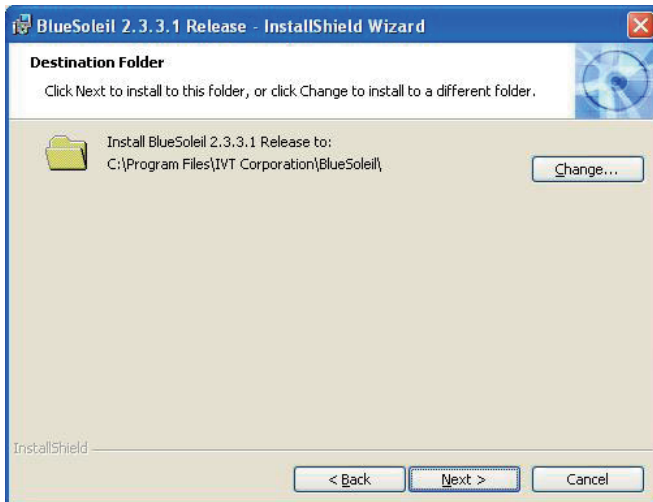 BlueSoleil 2.3.3.1 Release - InstallShield Wizard
Destination Folder
Click Next to install to this folder, or click Change to install to a different folder.
Install BlueSoleil 2.3.3.1 Release to:
C:\Program Files\IVT Corporation\BlueSoleil\
Change...
InstallShield
< Back
Next >
Cancel